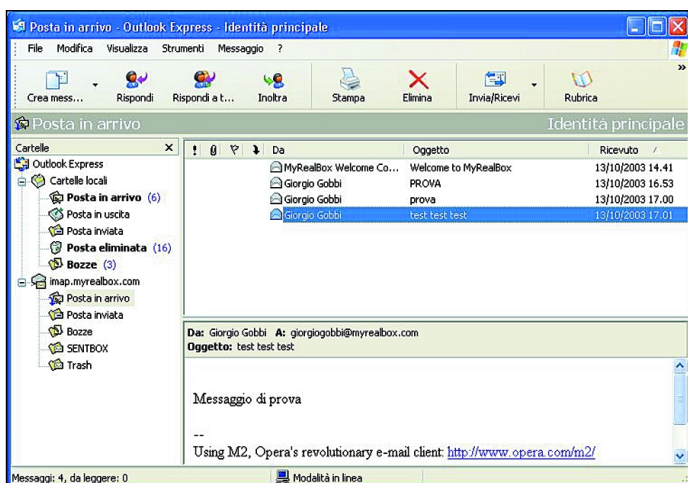 Posta in arrivo - Outlook Express - Identità principale
File Modifica Visualizza Strumenti Messaggio ?
Crea mess... Rispondi Rispondi a t... Inoltra Stampa Elimina Invia/Ricevi Rubrica »
Posta in arrivo Identità principale
Cartelle X
Outlook Express
Cartelle locali
Posta in arrivo (6)
Posta in uscita
Posta inviata
Posta eliminata (16)
Bozze (3)
imap.myrealbox.com
Posta in arrivo
Posta inviata
Bozze
SENTBOX
Trash
! Da Oggetto Ricevuto
MyRealBox Welcome Co... Welcome to MyRealBox 13/10/2003 14.41
Giorgio Gobbi PROVA 13/10/2003 16.53
Giorgio Gobbi prova 13/10/2003 17.00
Giorgio Gobbi test test test 13/10/2003 17.01
Da: Giorgio Gobbi A: giorgiogobbi@myrealbox.com
Oggetto: test test test
Messaggio di prova
--
Using M2, Opera's revolutionary e-mail client: http://www.opera.com/m2/
Messaggi: 4, da leggere: 0 Modalità in linea